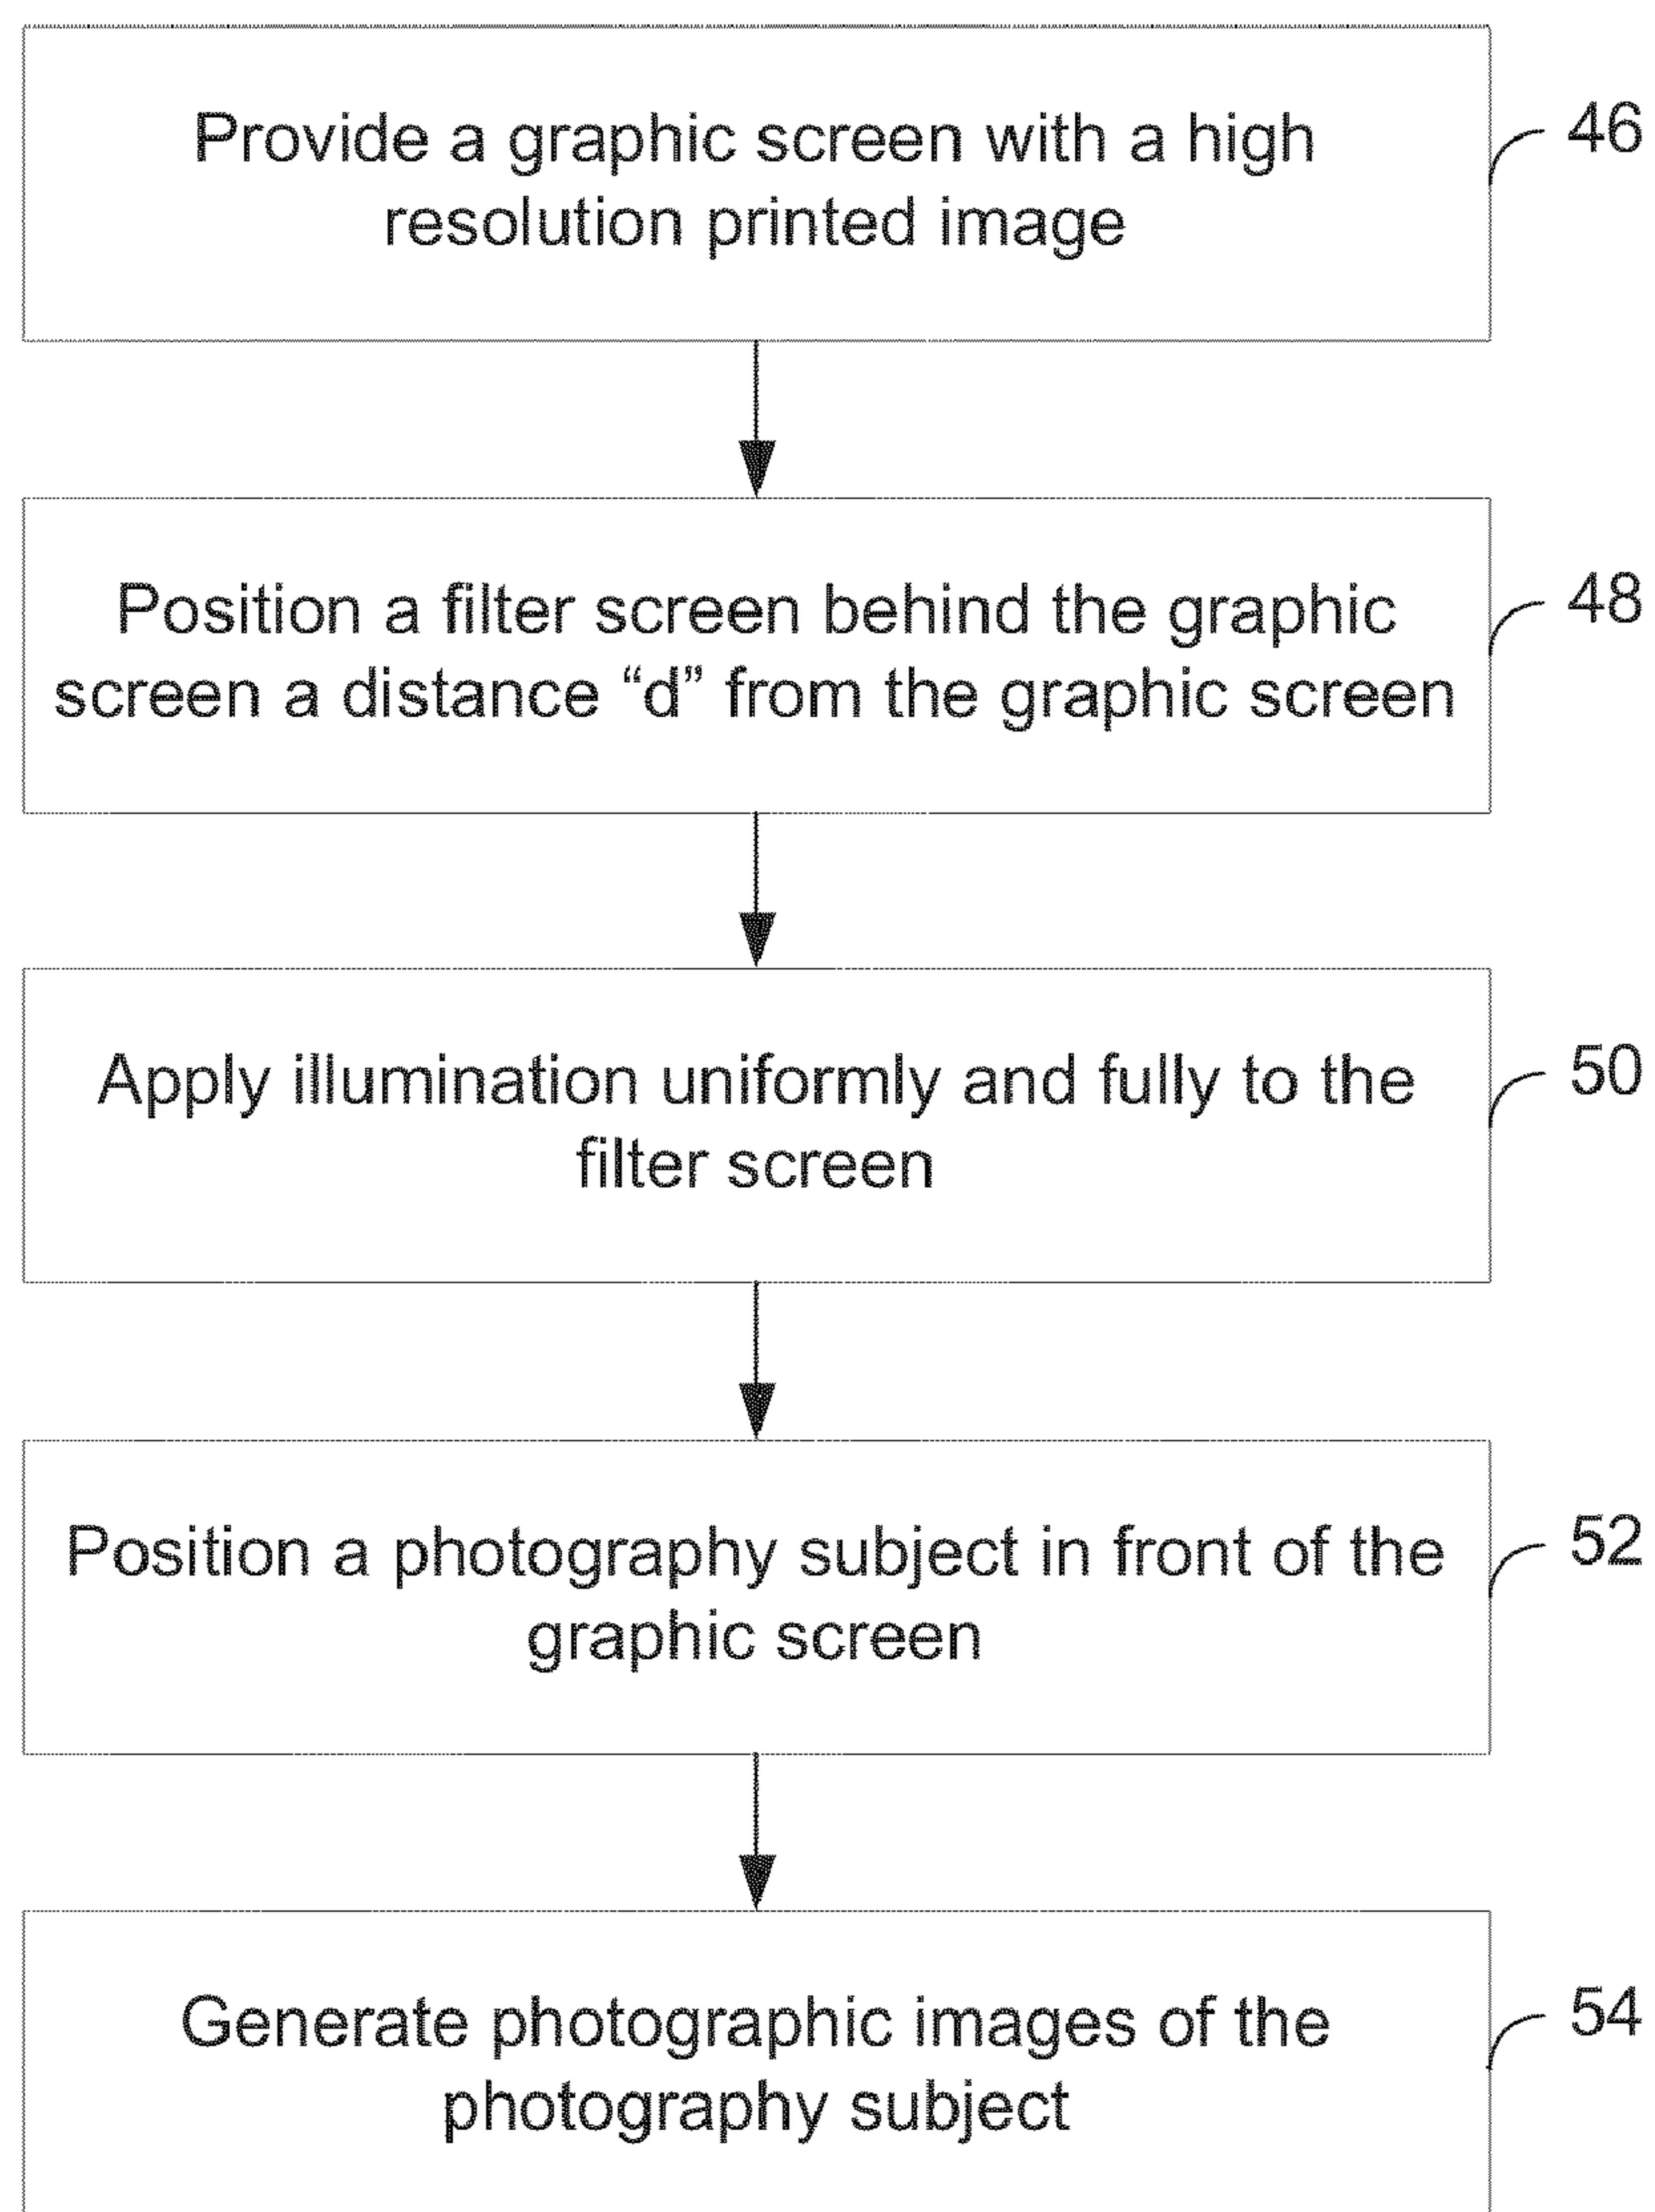 Provide a graphic screen with a high
resolution printed image
46
Position a filter screen behind the graphic
screen a distance “d” from the graphic screen
48
Apply illumination uniformly and fully to the
filter screen
50
Position a photography subject in front of the
graphic screen
52
Generate photographic images of the
photography subject
54